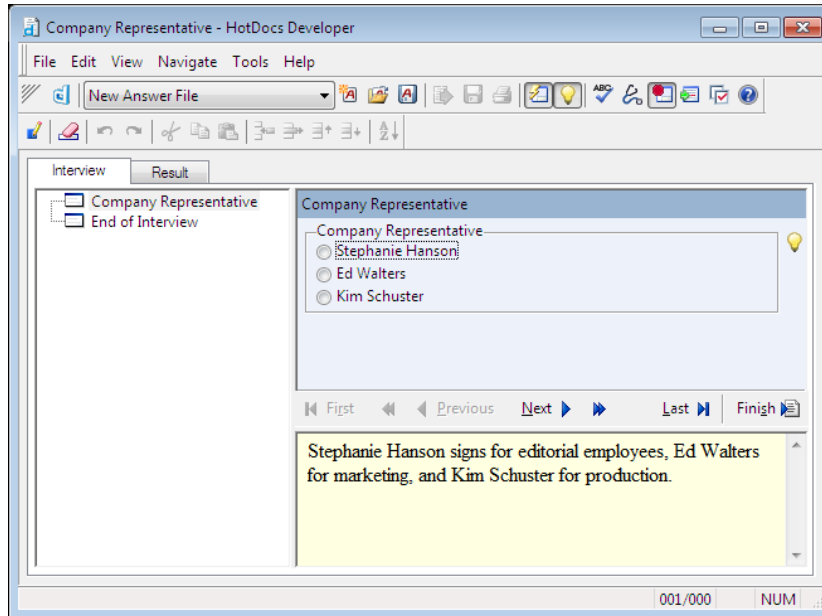 Company Representative - HotDocs Developer
File Edit View Navigate Tools Help
New Answer File
ABC
Interview Result
Company Representative
End of Interview
Company Representative
Company Representative
Stephanie Hanson
Ed Walters
Kim Schuster
First Previous Next Last Finish
Stephanie Hanson signs for editorial employees, Ed Walters
for marketing, and Kim Schuster for production.
001/000 NUM